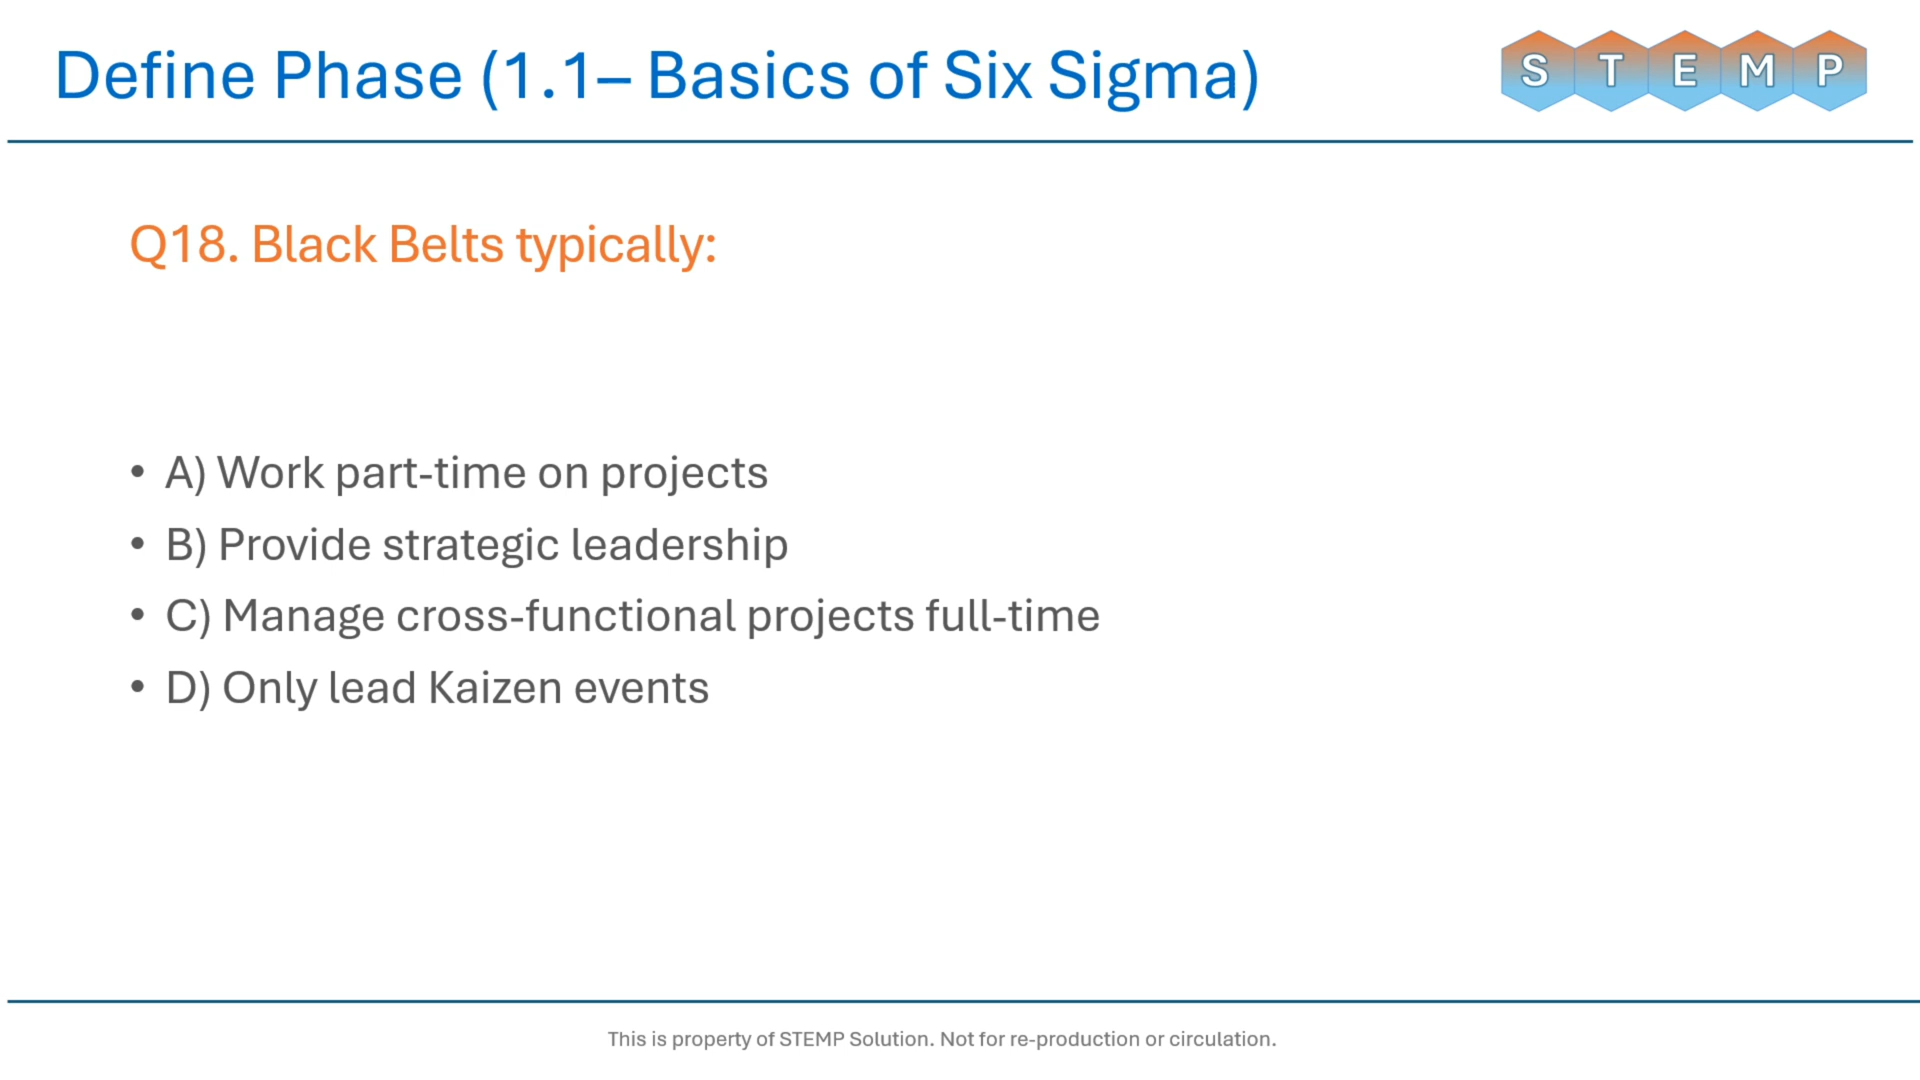 Define Phase (1.1– Basics of Six Sigma)
S T E M P
Q18. Black Belts typically:
• A) Work part-time on projects
• B) Provide strategic leadership
• C) Manage cross-functional projects full-time
• D) Only lead Kaizen events
This is property of STEMP Solution. Not for re-production or circulation.